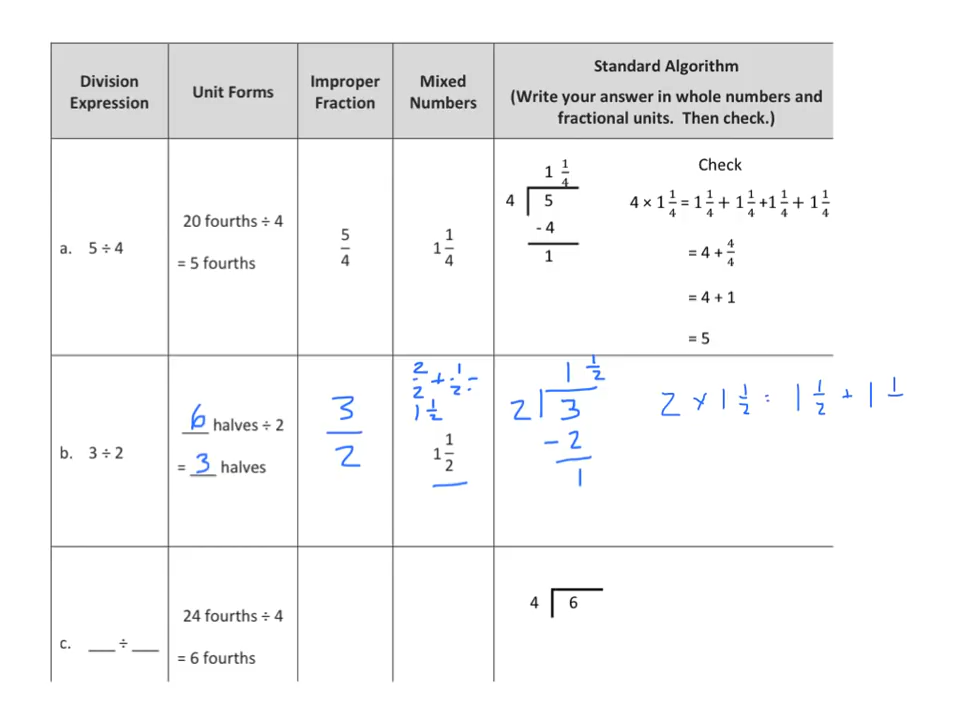 Division Expression
Unit Forms
Improper Fraction
Mixed Numbers
Standard Algorithm
(Write your answer in whole numbers and fractional units. Then check.)
a. 5 ÷ 4
20 fourths ÷ 4
= 5 fourths
5/4
1 1/4
1 1/4
4 5
- 4
1
Check
4 × 1 1/4 = 1 1/4 + 1 1/4 +1 1/4 + 1 1/4
= 4 + 4/4
= 4 + 1
= 5
b. 3 ÷ 2
6 halves ÷ 2
= 3 halves
3/2
2/2 + 1/2 =
1 1/2
1 1/2
1 1/2
2 3
- 2
1
2 × 1 1/2 = 1 1/2 + 1
c. ___ ÷ ___
24 fourths ÷ 4
= 6 fourths
4 6